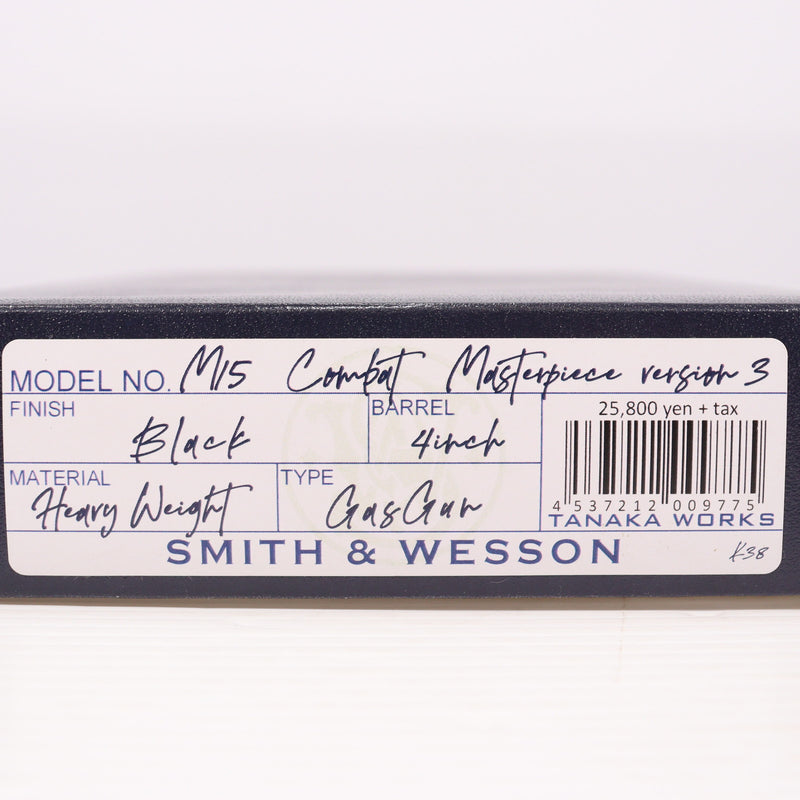 MODEL NO. M15 Combat Masterpiece version 3
FINISH
Black
BARREL
4inch
25,800 yen + tax
4 537212 009775
TANAKA WORKS
MATERIAL
Heavy Weight
TYPE
GasGun
SMITH & WESSON
K38